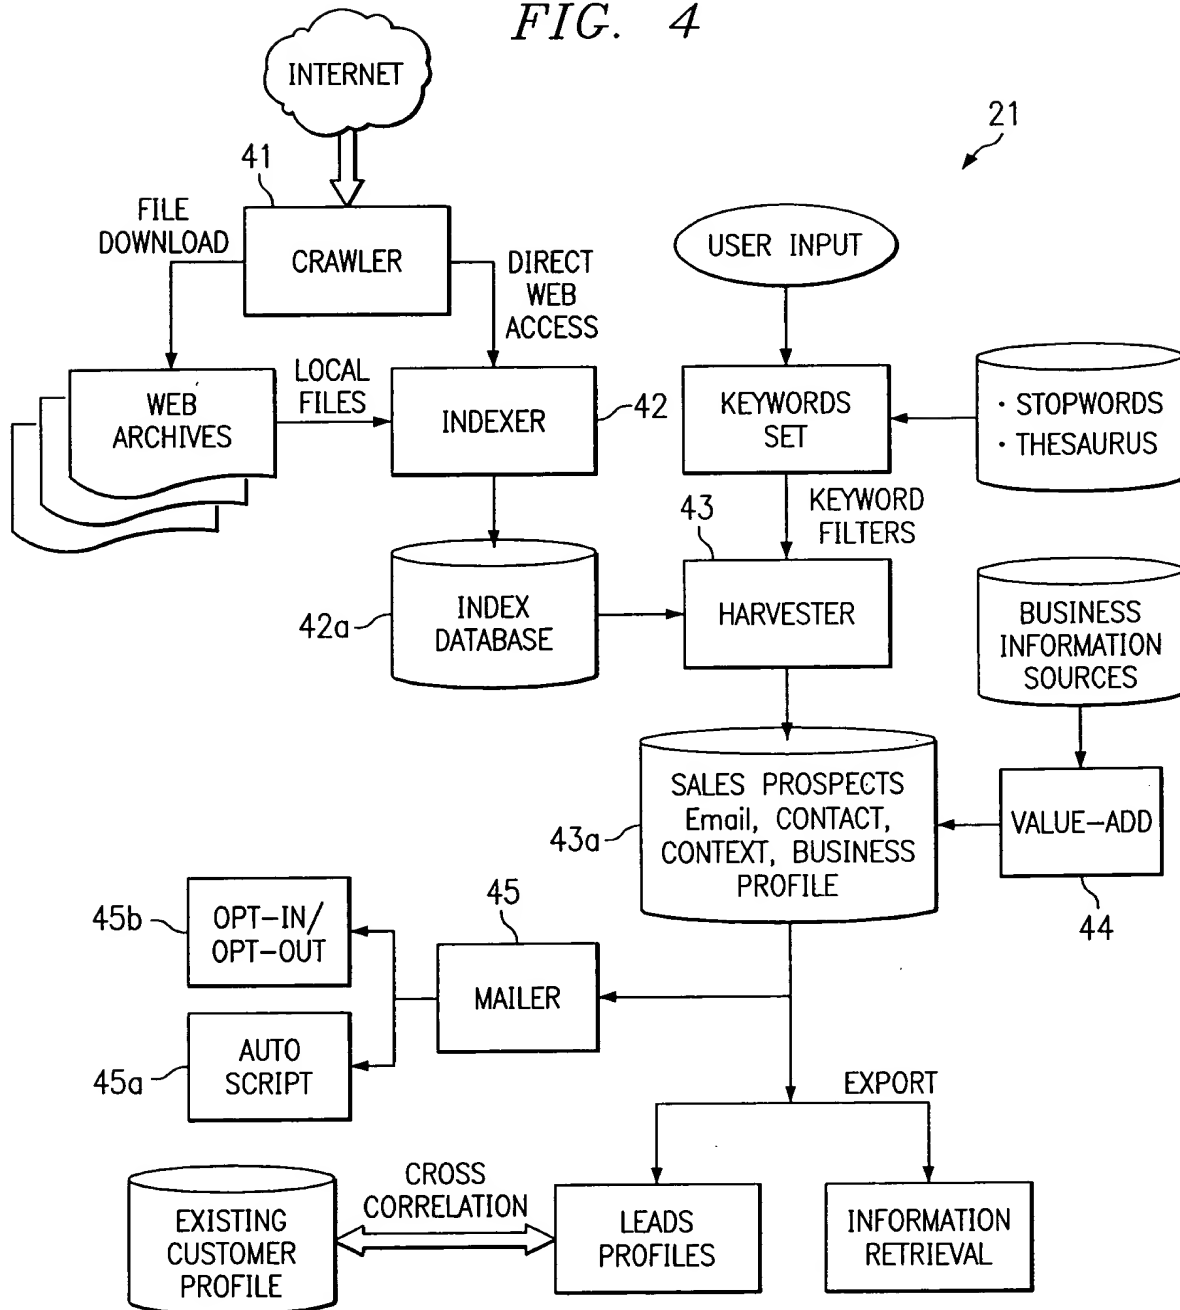 FIG. 4
INTERNET
21
41
FILE
DOWNLOAD
CRAWLER
DIRECT
WEB
ACCESS
USER INPUT
WEB
ARCHIVES
LOCAL
FILES
INDEXER
42
KEYWORDS
SET
· STOPWORDS
· THESAURUS
KEYWORD
FILTERS
43
42a
INDEX
DATABASE
HARVESTER
BUSINESS
INFORMATION
SOURCES
SALES PROSPECTS
Email, CONTACT,
CONTEXT, BUSINESS
PROFILE
43a
VALUE-ADD
44
45b
OPT-IN/
OPT-OUT
45
MAILER
45a
AUTO
SCRIPT
EXPORT
EXISTING
CUSTOMER
PROFILE
CROSS
CORRELATION
LEADS
PROFILES
INFORMATION
RETRIEVAL